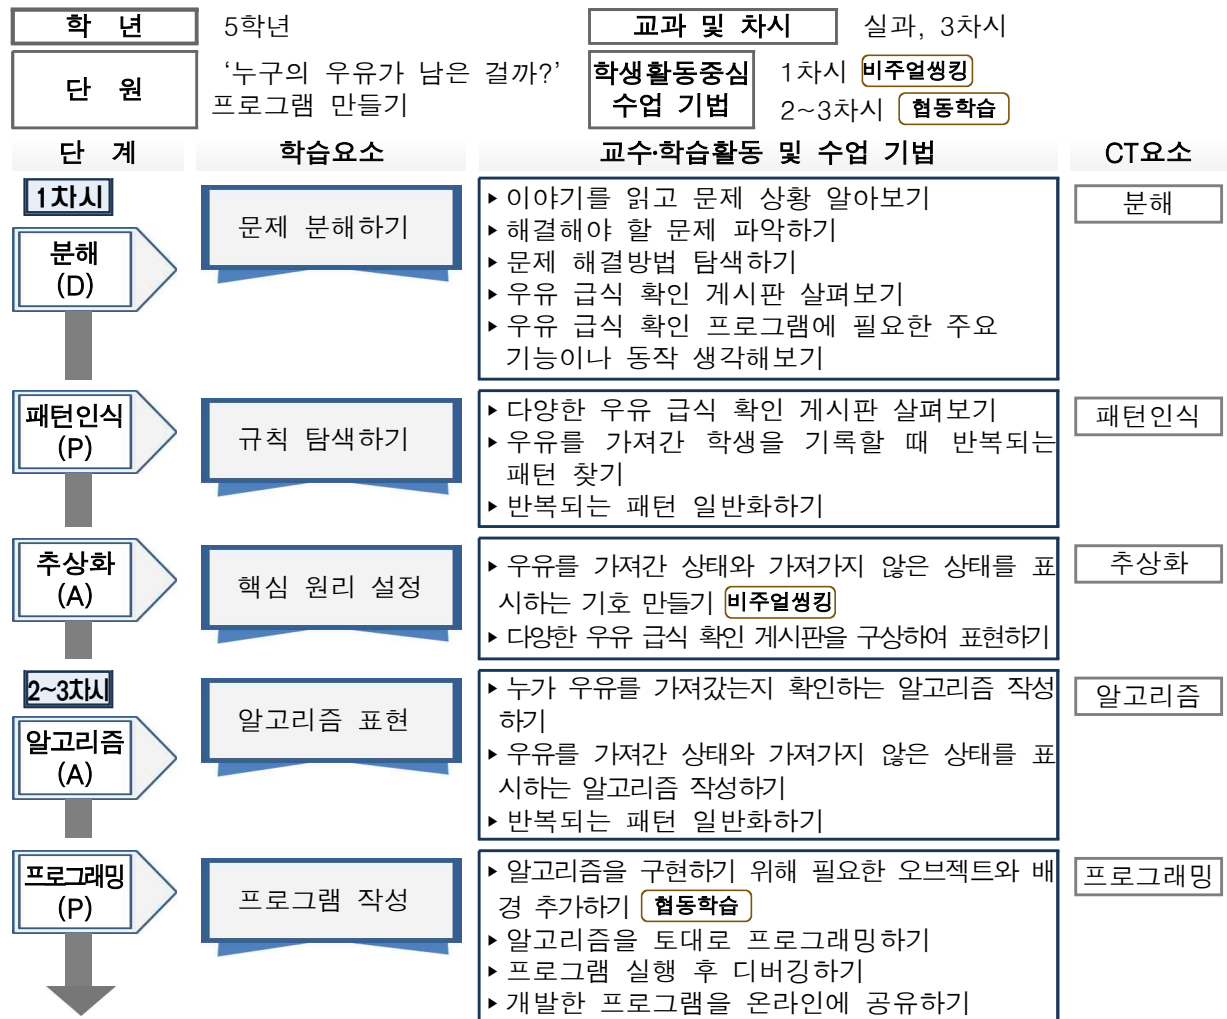 학 년
5학년
교과 및 차시
실과, 3차시
단 원
‘누구의 우유가 남은 걸까?’
프로그램 만들기
학생활동중심
수업 기법
1차시 비주얼씽킹
2~3차시 협동학습
단 계
학습요소
교수·학습활동 및 수업 기법
CT요소
1차시
분해
(D)
문제 분해하기
▸이야기를 읽고 문제 상황 알아보기
▸해결해야 할 문제 파악하기
▸문제 해결방법 탐색하기
▸우유 급식 확인 게시판 살펴보기
▸우유 급식 확인 프로그램에 필요한 주요
기능이나 동작 생각해보기
분해
패턴인식
(P)
규칙 탐색하기
▸다양한 우유 급식 확인 게시판 살펴보기
▸우유를 가져간 학생을 기록할 때 반복되는
패턴 찾기
▸반복되는 패턴 일반화하기
패턴인식
추상화
(A)
핵심 원리 설정
▸우유를 가져간 상태와 가져가지 않은 상태를 표
시하는 기호 만들기 비주얼씽킹
▸다양한 우유 급식 확인 게시판을 구상하여 표현하기
추상화
2~3차시
알고리즘
(A)
알고리즘 표현
▸누가 우유를 가져갔는지 확인하는 알고리즘 작성
하기
▸우유를 가져간 상태와 가져가지 않은 상태를 표
시하는 알고리즘 작성하기
▸반복되는 패턴 일반화하기
알고리즘
프로그래밍
(P)
프로그램 작성
▸알고리즘을 구현하기 위해 필요한 오브젝트와 배
경 추가하기 협동학습
▸알고리즘을 토대로 프로그래밍하기
▸프로그램 실행 후 디버깅하기
▸개발한 프로그램을 온라인에 공유하기
프로그래밍